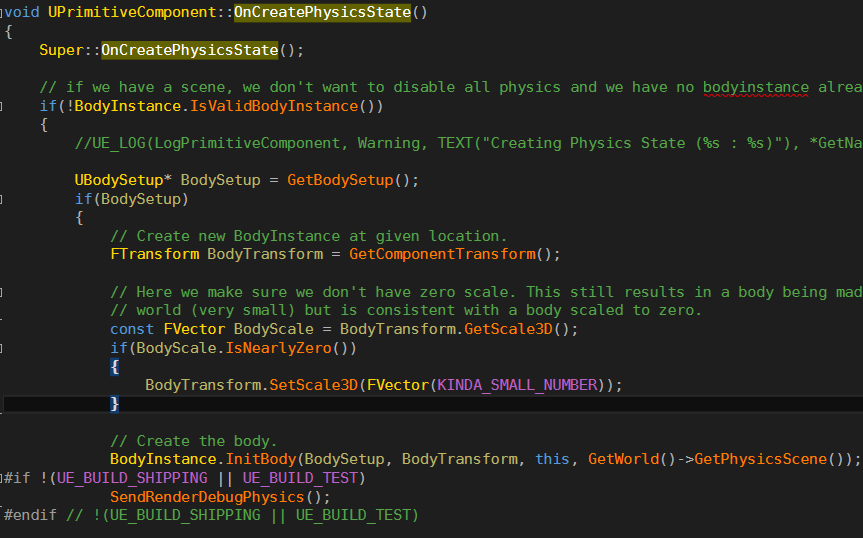 void UPrimitiveComponent::OnCreatePhysicsState()
{
Super::OnCreatePhysicsState();
// if we have a scene, we don't want to disable all physics and we have no bodyinstance alrea
if(!BodyInstance.IsValidBodyInstance())
{
//UE_LOG(LogPrimitiveComponent, Warning, TEXT("Creating Physics State (%s : %s)"), *GetNa
UBodySetup* BodySetup = GetBodySetup();
if(BodySetup)
{
// Create new BodyInstance at given location.
FTransform BodyTransform = GetComponentTransform();
// Here we make sure we don't have zero scale. This still results in a body being mad
// world (very small) but is consistent with a body scaled to zero.
const FVector BodyScale = BodyTransform.GetScale3D();
if(BodyScale.IsNearlyZero())
{
BodyTransform.SetScale3D(FVector(KINDA_SMALL_NUMBER));
}
// Create the body.
BodyInstance.InitBody(BodySetup, BodyTransform, this, GetWorld()->GetPhysicsScene());
#if !(UE_BUILD_SHIPPING || UE_BUILD_TEST)
SendRenderDebugPhysics();
#endif // !(UE_BUILD_SHIPPING || UE_BUILD_TEST)